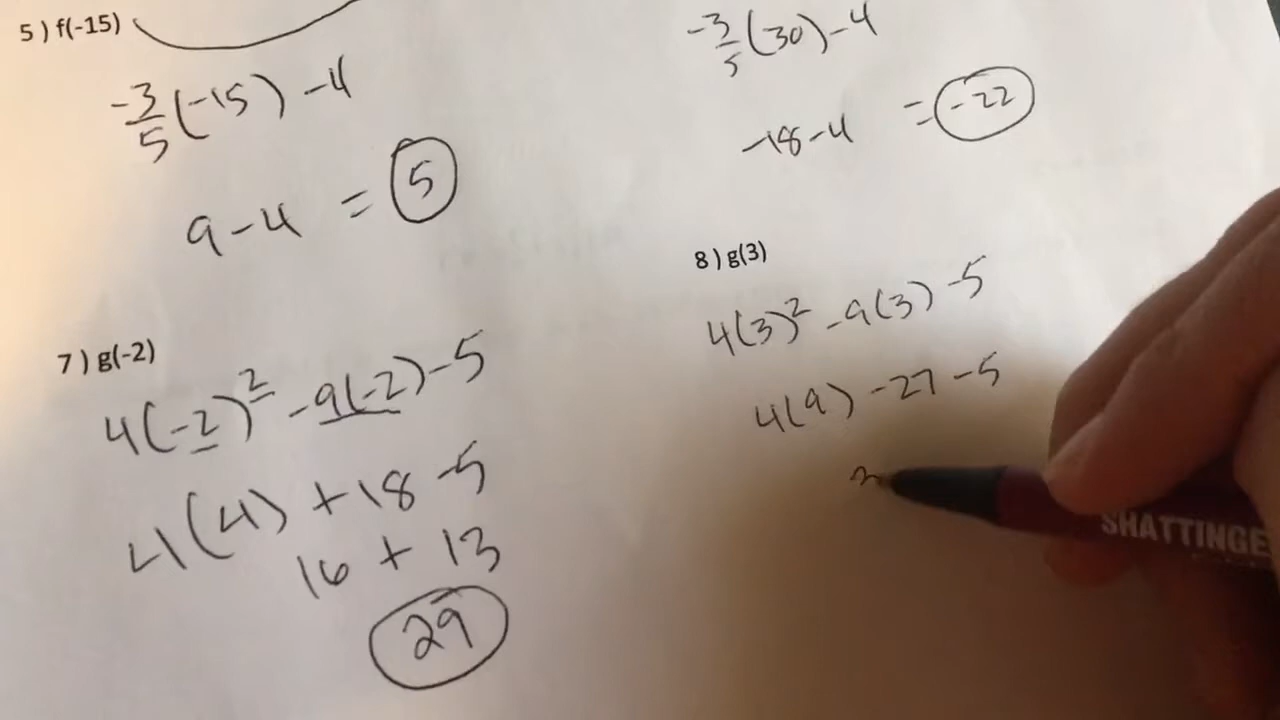 5 ) f(-15)
-3/5 (-15) -4
9-4 = 5
-3/5 (30) -4
-18-4 = -22
7 ) g(-2)
4(-2)² -9(-2) -5
4(4) +18 -5
16 + 13
29
8 ) g(3)
4(3)² -9(3) -5
4(9) -27 -5
SHATTINGE